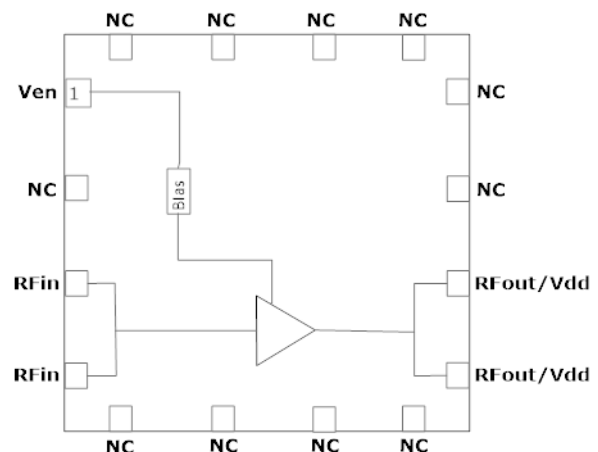 NC NC NC NC
Ven 1 NC
Bias
NC NC
RFin RFout/Vdd
RFin RFout/Vdd
NC NC NC NC